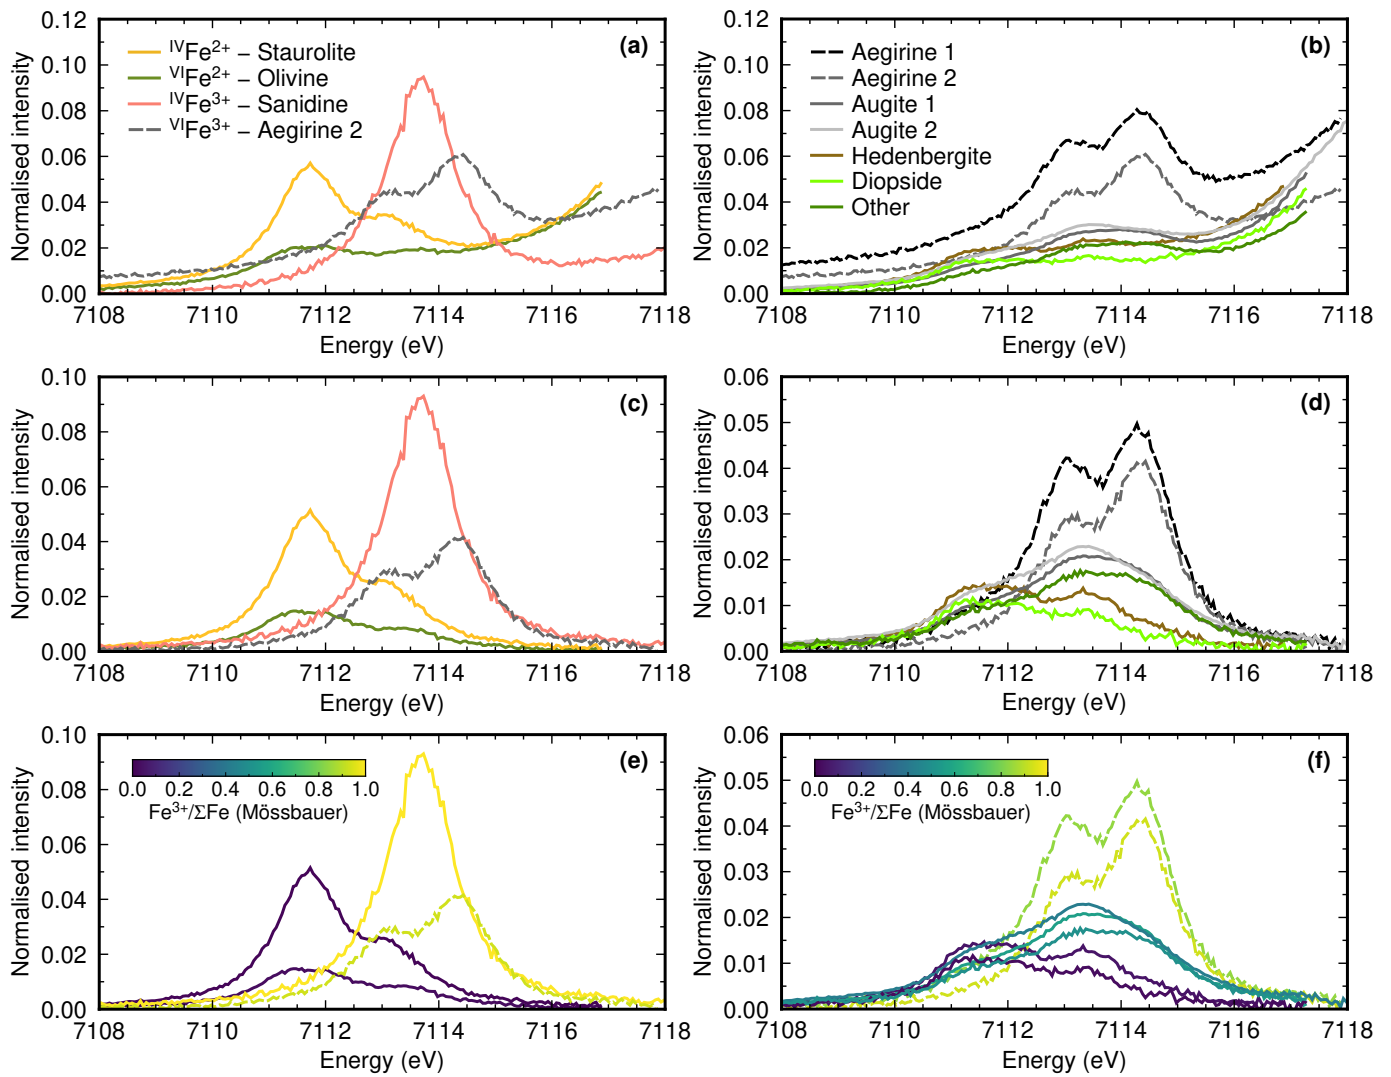 0.12
0.10
0.08
0.06
0.04
0.02
0.00
Normalised intensity
IVFe2+ – Staurolite
VIFe2+ – Olivine
IVFe3+ – Sanidine
VIFe3+ – Aegirine 2
(a)
7108 7110 7112 7114 7116 7118
Energy (eV)
0.12
0.10
0.08
0.06
0.04
0.02
0.00
Normalised intensity
Aegirine 1
Aegirine 2
Augite 1
Augite 2
Hedenbergite
Diopside
Other
(b)
7108 7110 7112 7114 7116 7118
Energy (eV)
0.10
0.08
0.06
0.04
0.02
0.00
Normalised intensity
(c)
7108 7110 7112 7114 7116 7118
Energy (eV)
0.06
0.05
0.04
0.03
0.02
0.01
0.00
Normalised intensity
(d)
7108 7110 7112 7114 7116 7118
Energy (eV)
0.10
0.08
0.06
0.04
0.02
0.00
Normalised intensity
0.0 0.2 0.4 0.6 0.8 1.0
Fe3+/ΣFe (Mössbauer)
(e)
7108 7110 7112 7114 7116 7118
Energy (eV)
0.06
0.05
0.04
0.03
0.02
0.01
0.00
Normalised intensity
0.0 0.2 0.4 0.6 0.8 1.0
Fe3+/ΣFe (Mössbauer)
(f)
7108 7110 7112 7114 7116 7118
Energy (eV)